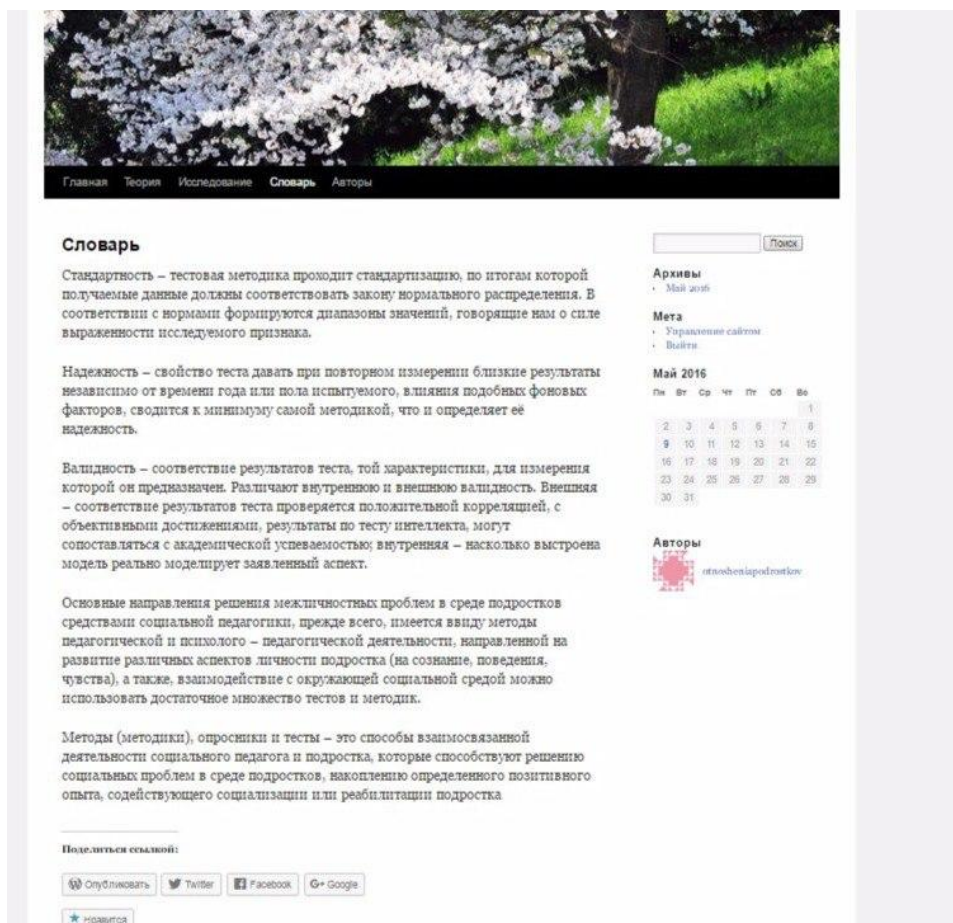 Главная Теория Исследование Словарь Авторы
Словарь
Стандартность – тестовая методика проходит стандартизацию, по итогам которой
получаемые данные должны соответствовать закону нормального распределения. В
соответствии с нормами формируются диапазоны значений, говорящие нам о силе
выраженности исследуемого признака.
Надежность – свойство теста давать при повторном измерении близкие результаты
независимо от времени года или пола испытуемого, влияния подобных фоновых
факторов, сводится к минимуму самой методикой, что и определяет её
надежность.
Валидность – соответствие результатов теста, той характеристики, для измерения
которой он предназначен. Различают внутреннюю и внешнюю валидность. Внешняя
– соответствие результатов теста проверяется положительной корреляцией, с
объективными достижениями, результаты по тесту интеллекта, могут
сопоставляться с академической успеваемостью; внутренняя – насколько выстроена
модель реально моделирует заявленный аспект.
Основные направления решения межличностных проблем в среде подростков
средствами социальной педагогики, прежде всего, имеется ввиду методы
педагогической и психолого – педагогической деятельности, направленной на
развитие различных аспектов личности подростка (на сознание, поведения,
чувства), а также, взаимодействие с окружающей социальной средой можно
использовать достаточное множество тестов и методик.
Методы (методики), опросники и тесты – это способы взаимосвязанной
деятельности социального педагога и подростка, которые способствуют решению
социальных проблем в среде подростков, накоплению определенного позитивного
опыта, содействующего социализации или реабилитации подростка
Поделиться ссылкой:
Опубликовать Twitter Facebook G+ Google
Нравится
Поиск
Архивы
Май 2016
Мета
Управление сайтом
Выйти
Май 2016
Пн Вт Ср Чт Пт Сб Вс
1
2 3 4 5 6 7 8
9 10 11 12 13 14 15
16 17 18 19 20 21 22
23 24 25 26 27 28 29
30 31
Авторы
otnosheniapodrostkov